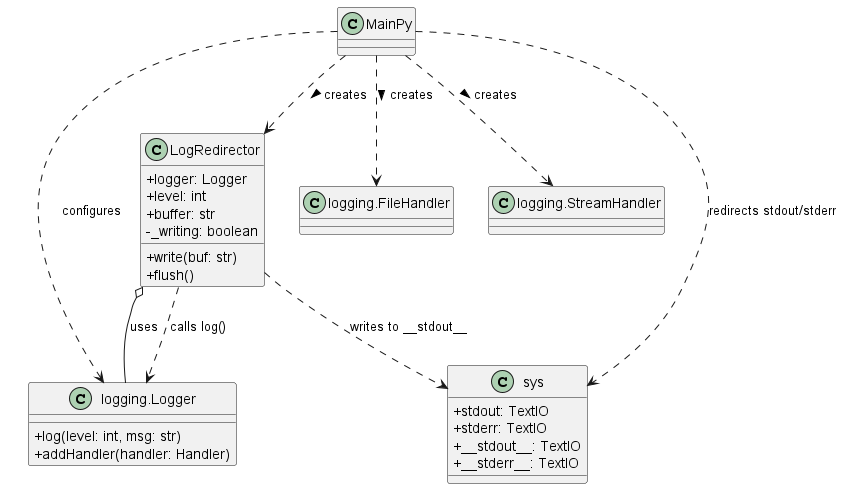 C MainPy
creates
creates
creates
C LogRedirector
+logger: Logger
+level: int
+buffer: str
-_writing: boolean
+write(buf: str)
+flush()
C logging.FileHandler
C logging.StreamHandler
configures
redirects stdout/stderr
uses
calls log()
writes to __stdout__
C logging.Logger
+log(level: int, msg: str)
+addHandler(handler: Handler)
C sys
+stdout: TextIO
+stderr: TextIO
+__stdout__: TextIO
+__stderr__: TextIO